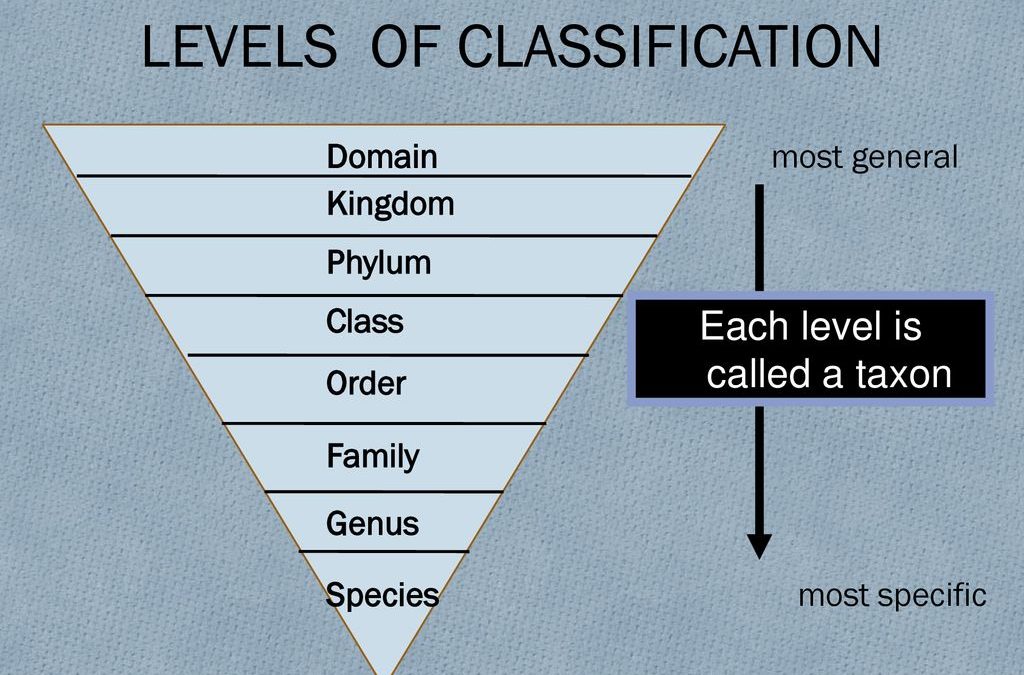 LEVELS OF CLASSIFICATION
Domain
most general
Kingdom
Phylum
Class
Each level is
called a taxon
Order
Family
Genus
Species
most specific